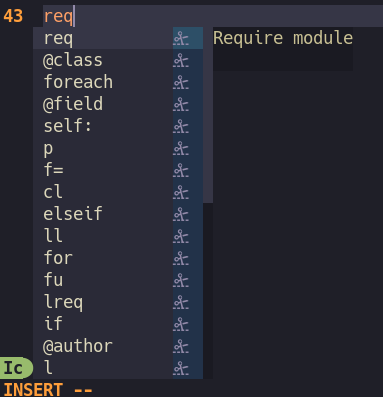 43 req
req Require module
@class
foreach
@field
self:
p
f=
cl
elseif
ll
for
fu
lreq
if
@author
Ic l
INSERT --